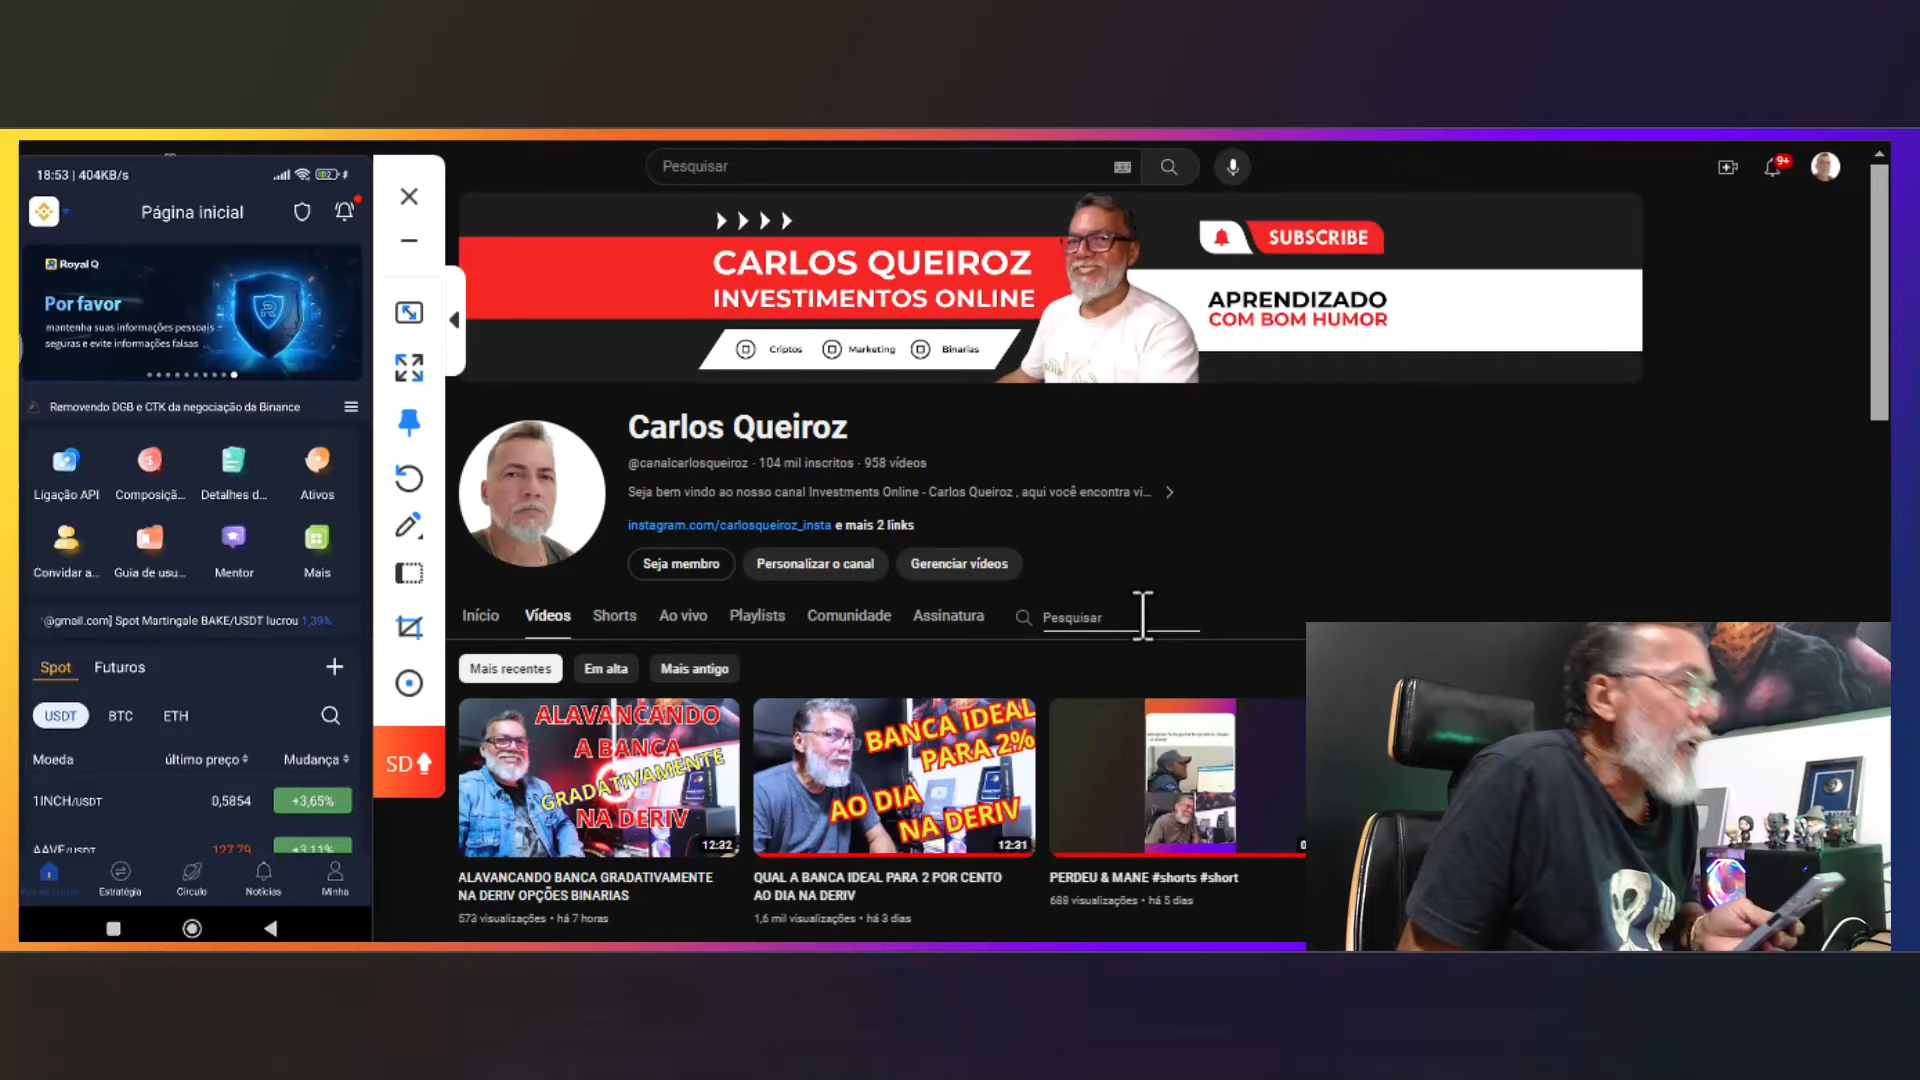 18:53 | 404KB/s
Página inicial
Royal Q
Por favor
mantenha suas informações pessoais
seguras e evite informações falsas
Removendo DGB e CTK da negociação da Binance
Ligação API
Composiçã...
Detalhes d...
Ativos
Convidar a...
Guia de usu...
Mentor
Mais
@gmail.com] Spot Martingale BAKE/USDT lucrou 1,39%
Spot
Futuros
USDT
BTC
ETH
Moeda
último preço
Mudança
1INCH/USDT
0,5854
+3,65%
AAVE/USDT
127,79
+3,11%
Estratégia
Círculo
Notícias
Minha
SD
Pesquisar
9+
CARLOS QUEIROZ
INVESTIMENTOS ONLINE
Criptos
Marketing
Binarias
SUBSCRIBE
APRENDIZADO
COM BOM HUMOR
Carlos Queiroz
@canalcarlosqueiroz · 104 mil inscritos · 958 vídeos
Seja bem vindo ao nosso canal Investments Online - Carlos Queiroz , aqui você encontra vi...
instagram.com/carlosqueiroz_insta e mais 2 links
Seja membro
Personalizar o canal
Gerenciar vídeos
Início
Vídeos
Shorts
Ao vivo
Playlists
Comunidade
Assinatura
Pesquisar
Mais recentes
Em alta
Mais antigo
ALAVANCANDO
A BANCA
GRADATIVAMENTE
NA DERIV
12:32
BANCA IDEAL
PARA 2%
AO DIA
NA DERIV
12:31
ALAVANCANDO BANCA GRADATIVAMENTE
NA DERIV OPÇÕES BINARIAS
573 visualizações • há 7 horas
QUAL A BANCA IDEAL PARA 2 POR CENTO
AO DIA NA DERIV
1,6 mil visualizações • há 3 dias
PERDEU & MANE #shorts #short
688 visualizações • há 5 dias